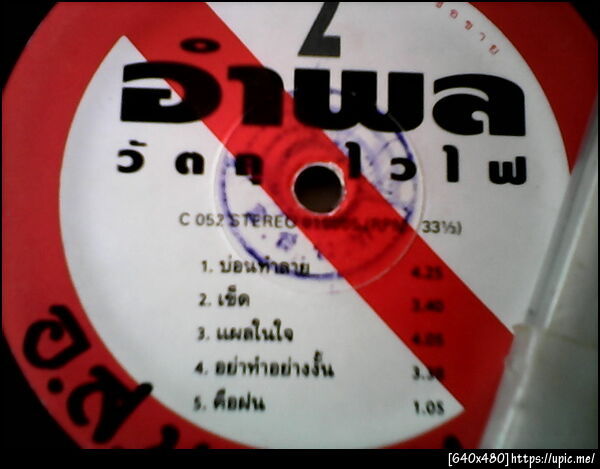 2
อำพล
วัตถุ ไวไฟ
C 052 STEREO 33⅓)
1. บ่อนทำลาย 4.25
2. เข็ด 3.40
3. แผลในใจ 4.05
4. อย่าทำอย่างงั้น
5. คือฝน 1.05
อ.ส.
[640x480]https://upic.me/